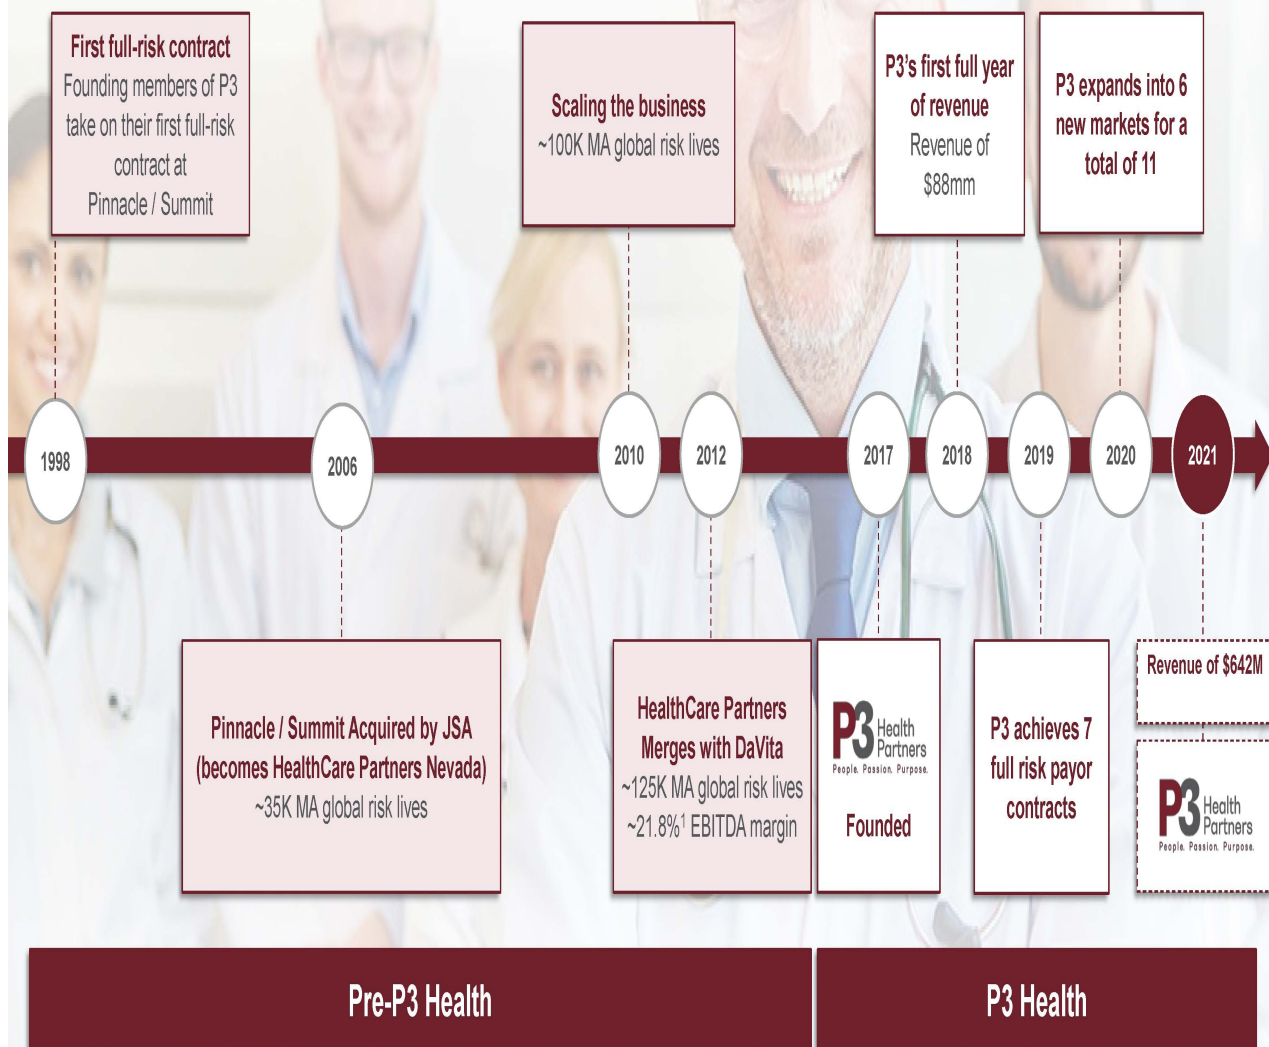 First full-risk contract
Founding members of P3
take on their first full-risk
contract at
Pinnacle / Summit
Scaling the business
~100K MA global risk lives
P3's first full year
of revenue
Revenue of
$88mm
P3 expands into 6
new markets for a
total of 11
1998
2006
2010
2012
2017
2018
2019
2020
2021
Pinnacle / Summit Acquired by JSA
(becomes HealthCare Partners Nevada)
~35K MA global risk lives
HealthCare Partners
Merges with DaVita
~125K MA global risk lives
~21.8%¹ EBITDA margin
P3 Health
Partners
People. Passion. Purpose.
Founded
P3 achieves 7
full risk payor
contracts
Revenue of $642M
P3 Health
Partners
People. Passion. Purpose.
Pre-P3 Health
P3 Health